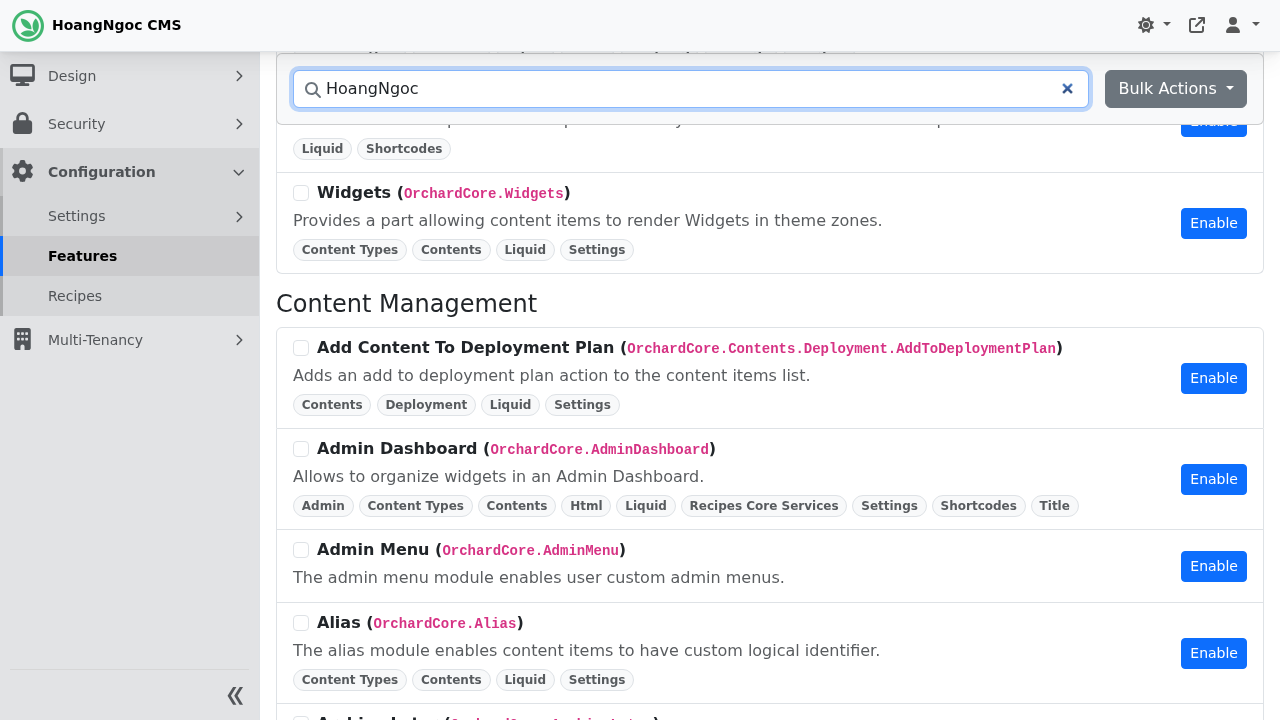 HoangNgoc CMS
Design
Security
Configuration
Settings
Features
Recipes
Multi-Tenancy
HoangNgoc
Bulk Actions
Liquid Shortcodes
Widgets (OrchardCore.Widgets)
Provides a part allowing content items to render Widgets in theme zones.
Enable
Content Types Contents Liquid Settings
Content Management
Add Content To Deployment Plan (OrchardCore.Contents.Deployment.AddToDeploymentPlan)
Adds an add to deployment plan action to the content items list.
Enable
Contents Deployment Liquid Settings
Admin Dashboard (OrchardCore.AdminDashboard)
Allows to organize widgets in an Admin Dashboard.
Enable
Admin Content Types Contents Html Liquid Recipes Core Services Settings Shortcodes Title
Admin Menu (OrchardCore.AdminMenu)
The admin menu module enables user custom admin menus.
Enable
Alias (OrchardCore.Alias)
The alias module enables content items to have custom logical identifier.
Enable
Content Types Contents Liquid Settings